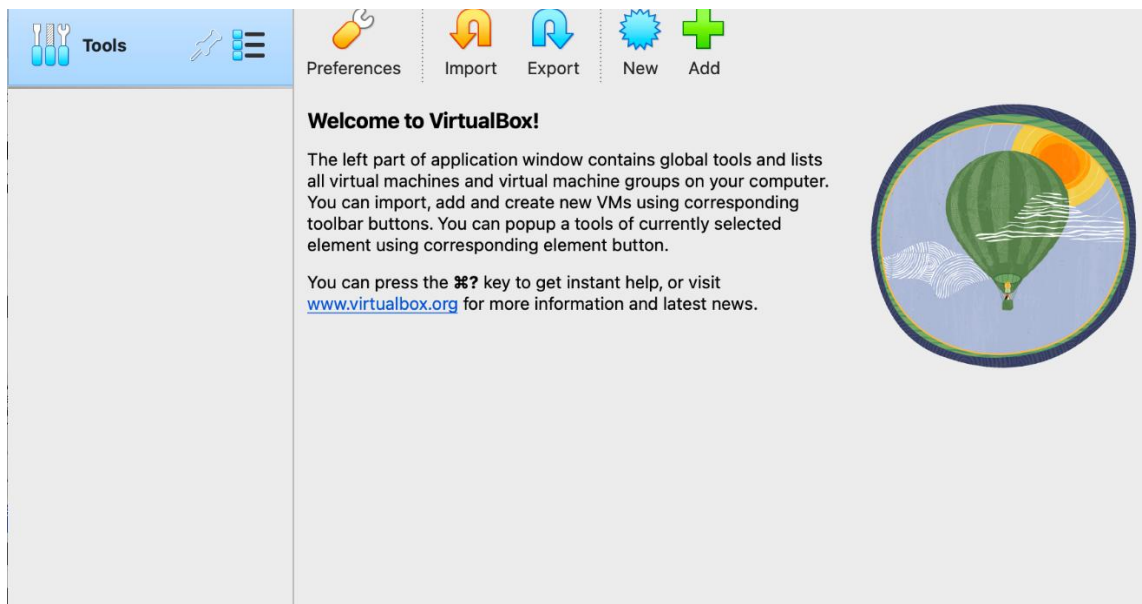 Tools
Preferences Import Export New Add
Welcome to VirtualBox!
The left part of application window contains global tools and lists
all virtual machines and virtual machine groups on your computer.
You can import, add and create new VMs using corresponding
toolbar buttons. You can popup a tools of currently selected
element using corresponding element button.
You can press the ⌘? key to get instant help, or visit
www.virtualbox.org for more information and latest news.